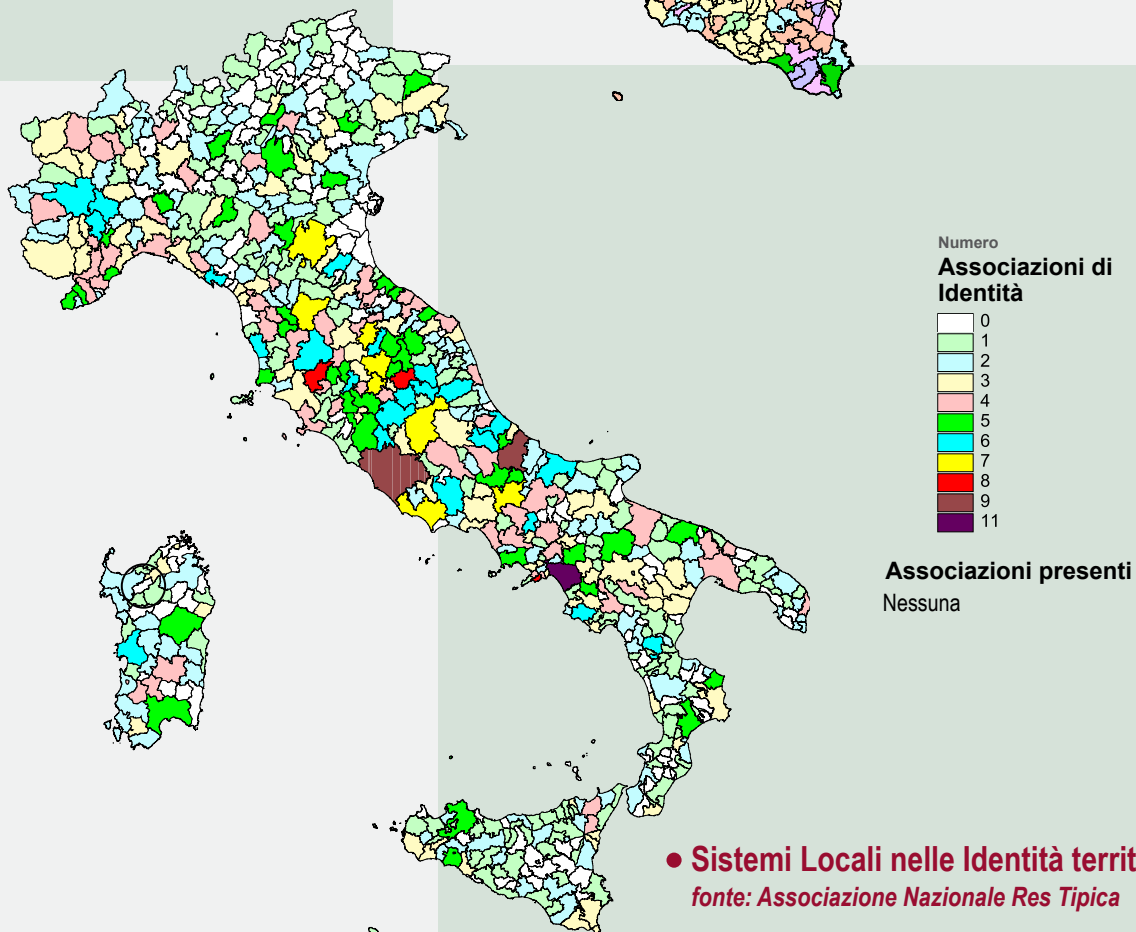 Numero
Associazioni di
Identità
0
1
2
3
4
5
6
7
8
9
11
Associazioni presenti
Nessuna
• Sistemi Locali nelle Identità territ
fonte: Associazione Nazionale Res Tipica